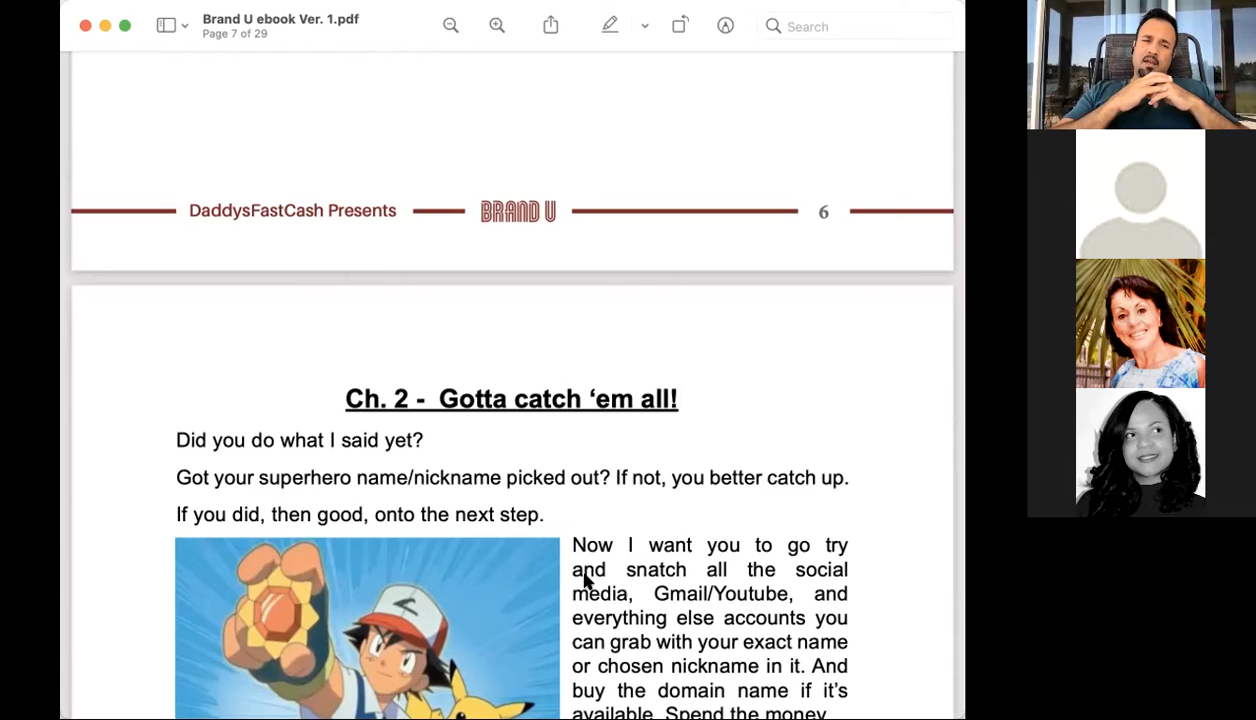 Brand U ebook Ver. 1.pdf
Page 7 of 29
Search
DaddysFastCash Presents BRAND U 6
Ch. 2 - Gotta catch ‘em all!
Did you do what I said yet?
Got your superhero name/nickname picked out? If not, you better catch up.
If you did, then good, onto the next step.
Now I want you to go try
and snatch all the social
media, Gmail/Youtube, and
everything else accounts you
can grab with your exact name
or chosen nickname in it. And
buy the domain name if it’s
available. Spend the money